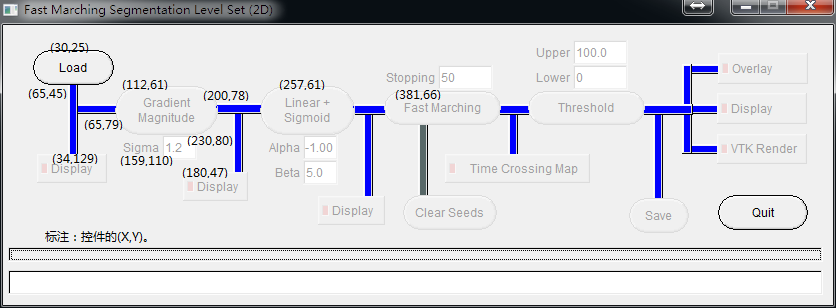 Fast Marching Segmentation Level Set (2D)
(30,25)
Load
(65,45)
(65,79)
(34,129)
Display
(112,61)
Gradient
Magnitude
Sigma 1.2
(159,110)
(200,78)
(230,80)
(180,47)
Display
(257,61)
Linear +
Sigmoid
Alpha -1.00
Beta 5.0
Display
Stopping 50
(381,66)
Fast Marching
Clear Seeds
Time Crossing Map
Upper 100.0
Lower 0
Threshold
Save
Overlay
Display
VTK Render
Quit
标注：控件的(X,Y)。